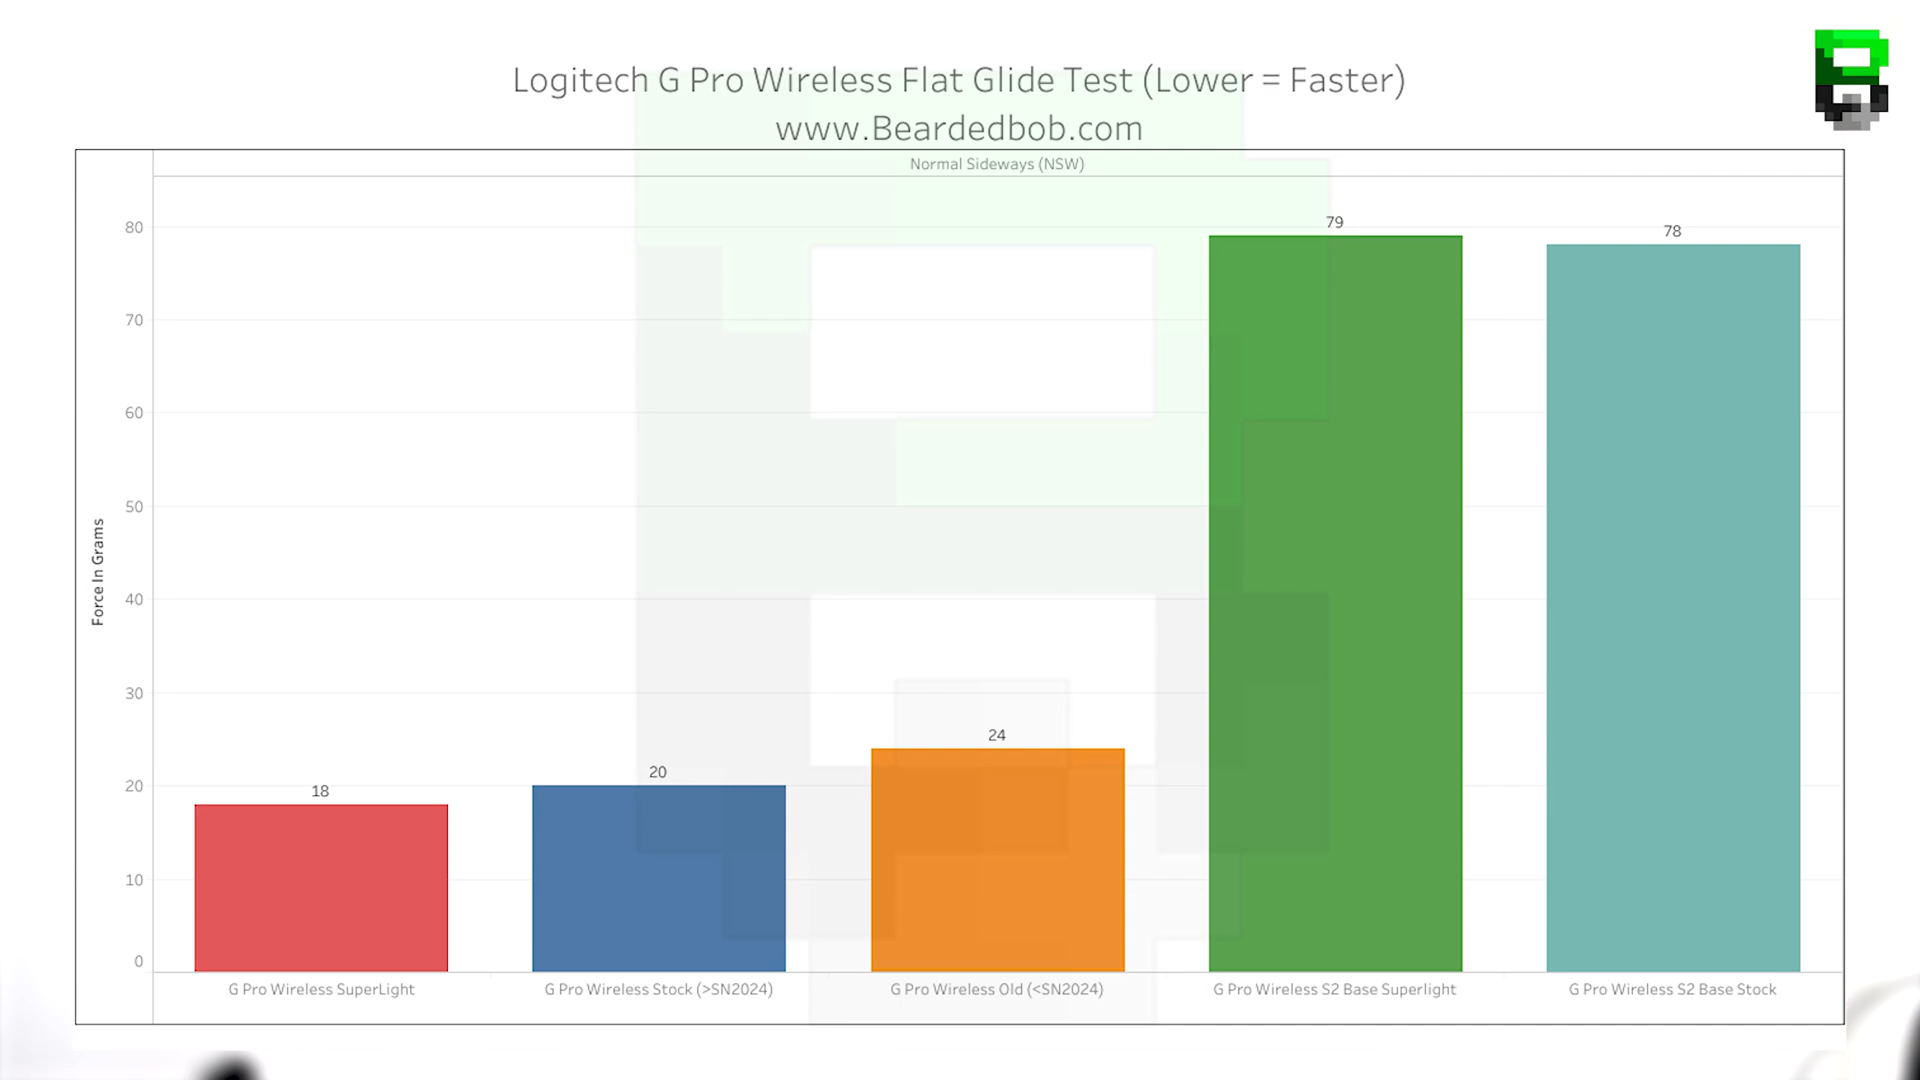 Logitech G Pro Wireless Flat Glide Test (Lower = Faster)
www.Beardedbob.com
Normal Sideways (NSW)
Force In Grams
80
70
60
50
40
30
20
10
0
18
20
24
79
78
G Pro Wireless SuperLight
G Pro Wireless Stock (>SN2024)
G Pro Wireless Old (<SN2024)
G Pro Wireless S2 Base Superlight
G Pro Wireless S2 Base Stock